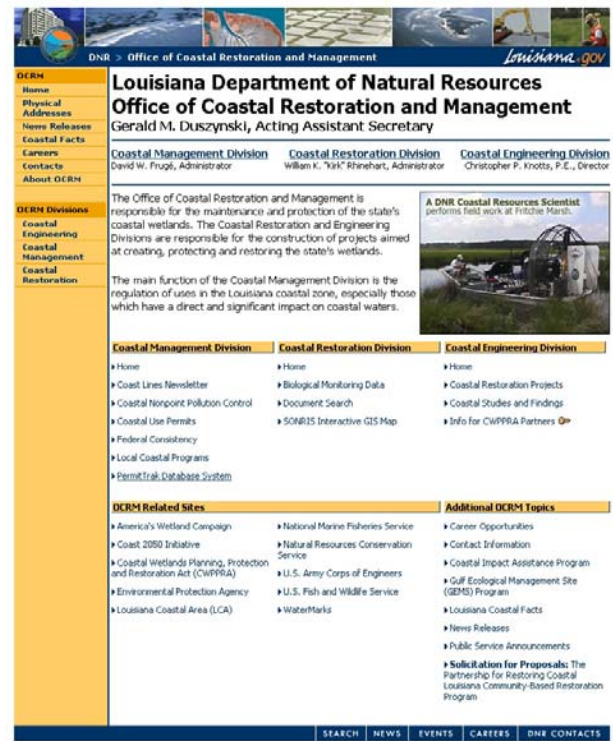 DNR > Office of Coastal Restoration and Management
Louisiana.gov
OCRM
Home
Physical
Addresses
News Releases
Coastal Facts
Careers
Contacts
About OCRM
OCRM Divisions
Coastal
Engineering
Coastal
Management
Coastal
Restoration
Louisiana Department of Natural Resources
Office of Coastal Restoration and Management
Gerald M. Duszynski, Acting Assistant Secretary
Coastal Management Division
David W. Frugé, Administrator
Coastal Restoration Division
William K. "Kirk" Rhinehart, Administrator
Coastal Engineering Division
Christopher P. Knotts, P.E., Director
The Office of Coastal Restoration and Management is
responsible for the maintenance and protection of the state's
coastal wetlands. The Coastal Restoration and Engineering
Divisions are responsible for the construction of projects aimed
at creating, protecting and restoring the state's wetlands.
The main function of the Coastal Management Division is the
regulation of uses in the Louisiana coastal zone, especially those
which have a direct and significant impact on coastal waters.
A DNR Coastal Resources Scientist
performs field work at Fritchie Marsh.
Coastal Management Division
Home
Coast Lines Newsletter
Coastal Nonpoint Pollution Control
Coastal Use Permits
Federal Consistency
Local Coastal Programs
PermitTrak Database System
Coastal Restoration Division
Home
Biological Monitoring Data
Document Search
SONRIS Interactive GIS Map
Coastal Engineering Division
Home
Coastal Restoration Projects
Coastal Studies and Findings
Info for CWPPRA Partners
OCRM Related Sites
America's Wetland Campaign
Coast 2050 Initiative
Coastal Wetlands Planning, Protection
and Restoration Act (CWPPRA)
Environmental Protection Agency
Louisiana Coastal Area (LCA)
National Marine Fisheries Service
Natural Resources Conservation
Service
U.S. Army Corps of Engineers
U.S. Fish and Wildlife Service
WaterMarks
Additional OCRM Topics
Career Opportunities
Contact Information
Coastal Impact Assistance Program
Gulf Ecological Management Site
(GEMS) Program
Louisiana Coastal Facts
News Releases
Public Service Announcements
Solicitation for Proposals: The
Partnership for Restoring Coastal
Louisiana Community-Based Restoration
Program
SEARCH NEWS EVENTS CAREERS DNR CONTACTS